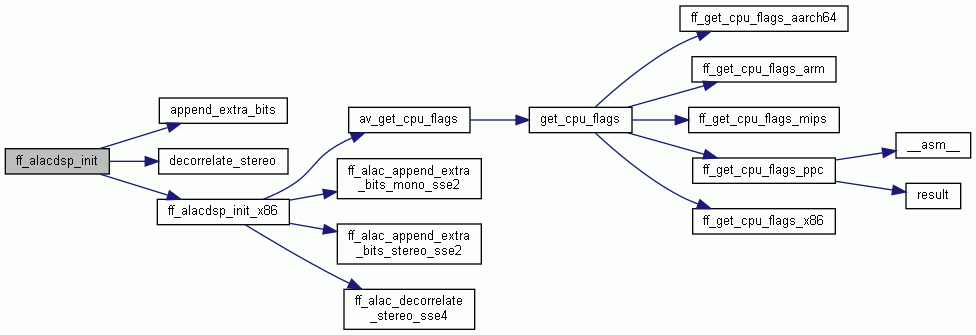 ff_alacdsp_init
append_extra_bits
decorrelate_stereo
ff_alacdsp_init_x86
av_get_cpu_flags
ff_alac_append_extra
_bits_mono_sse2
ff_alac_append_extra
_bits_stereo_sse2
ff_alac_decorrelate
_stereo_sse4
get_cpu_flags
ff_get_cpu_flags_aarch64
ff_get_cpu_flags_arm
ff_get_cpu_flags_mips
ff_get_cpu_flags_ppc
ff_get_cpu_flags_x86
__asm__
result